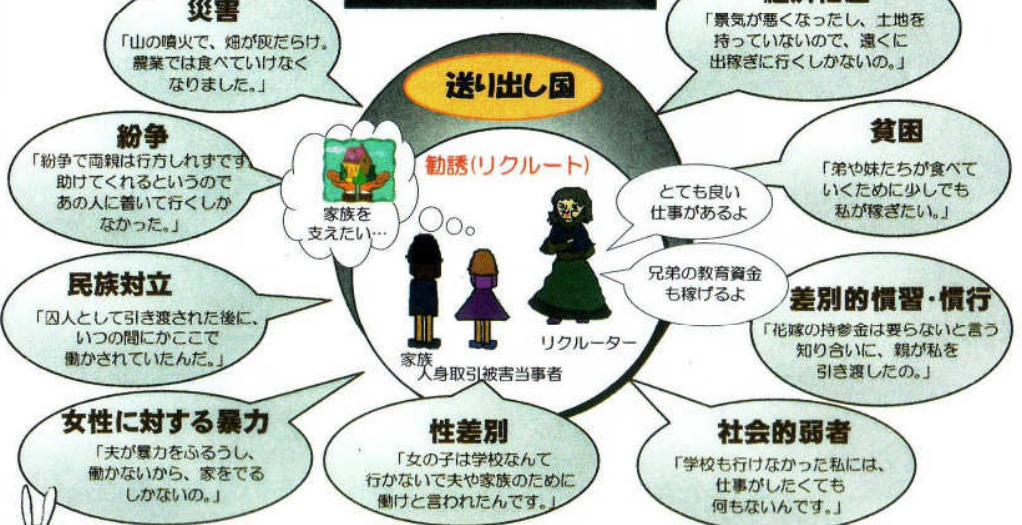 災害
「山の噴火で、畑が灰だらけ。
農業では食べていけなく
なりました。」
「景気が悪くなったし、土地を
持っていないので、遠くに
出稼ぎに行くしかないの。」
送り出し国
紛争
「紛争で両親は行方しれずです。
助けてくれるというので
あの人に着いて行くしか
なかった。」
家族を
支えたい…
勧誘(リクルート)
とても良い
仕事があるよ
兄弟の教育資金
も稼げるよ
貧困
「弟や妹たちが食べて
いくために少しでも
私が稼ぎたい。」
民族対立
「囚人として引き渡された後に、
いつの間にかここで
働かされていたんだ。」
家族
人身取引被害当事者
リクルーター
差別的慣習・慣行
「花嫁の持参金は要らないと言う
知り合いに、親が私を
引き渡したの。」
女性に対する暴力
「夫が暴力をふるうし、
働かないから、家をでる
しかないの。」
性差別
「女の子は学校なんて
行かないで夫や家族のために
働けと言われたんです。」
社会的弱者
「学校も行けなかった私には、
仕事がしたくても
何もないんです。」